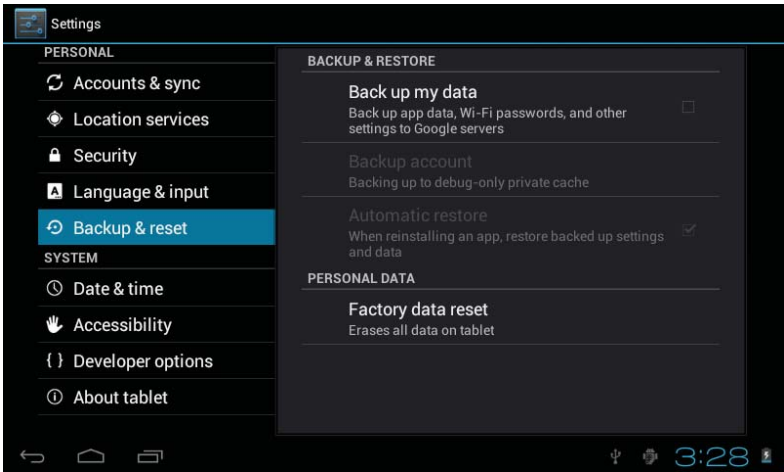 Settings
PERSONAL
Accounts & sync
Location services
Security
Language & input
Backup & reset
SYSTEM
Date & time
Accessibility
{ } Developer options
About tablet
BACKUP & RESTORE
Back up my data
Back up app data, Wi-Fi passwords, and other
settings to Google servers
Backup account
Backing up to debug-only private cache
Automatic restore
When reinstalling an app, restore backed up settings
and data
PERSONAL DATA
Factory data reset
Erases all data on tablet
3:28